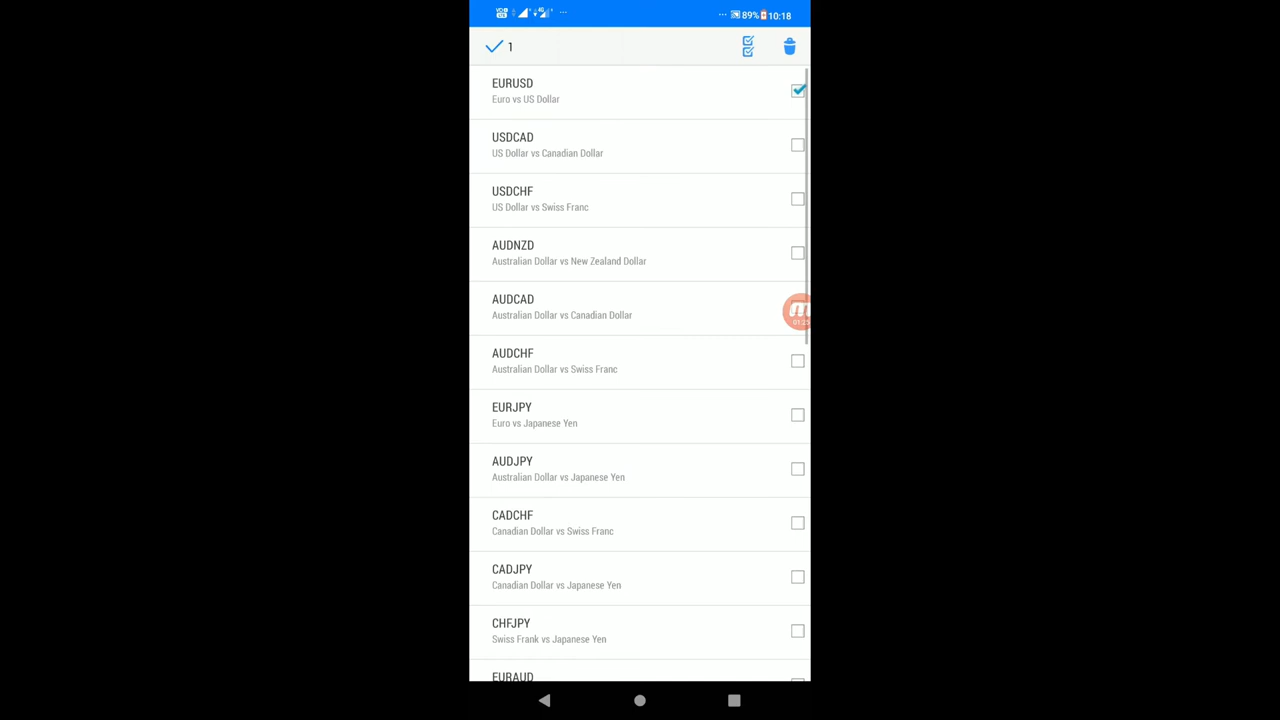 VO LTE 4G ... ... 89% 10:18
1
EURUSD
Euro vs US Dollar
USDCAD
US Dollar vs Canadian Dollar
USDCHF
US Dollar vs Swiss Franc
AUDNZD
Australian Dollar vs New Zealand Dollar
AUDCAD
Australian Dollar vs Canadian Dollar
AUDCHF
Australian Dollar vs Swiss Franc
EURJPY
Euro vs Japanese Yen
AUDJPY
Australian Dollar vs Japanese Yen
CADCHF
Canadian Dollar vs Swiss Franc
CADJPY
Canadian Dollar vs Japanese Yen
CHFJPY
Swiss Frank vs Japanese Yen
EURAUD